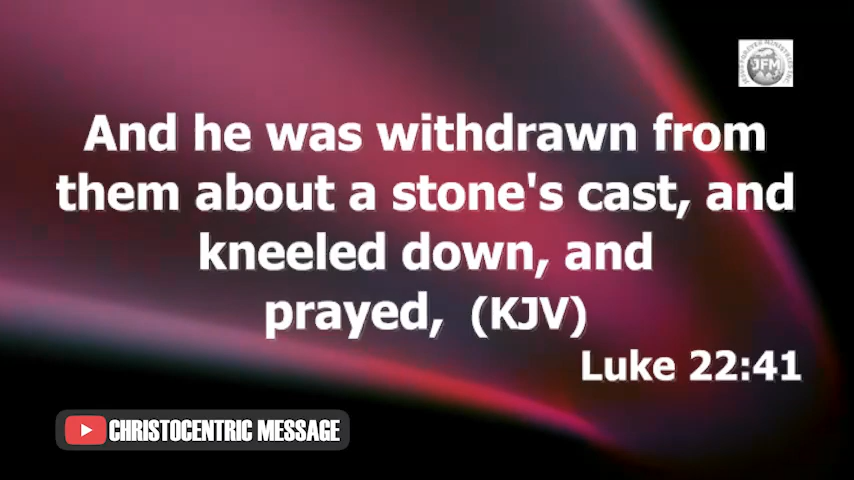 JFM
And he was withdrawn from
them about a stone's cast, and
kneeled down, and
prayed, (KJV)
Luke 22:41
CHRISTOCENTRIC MESSAGE